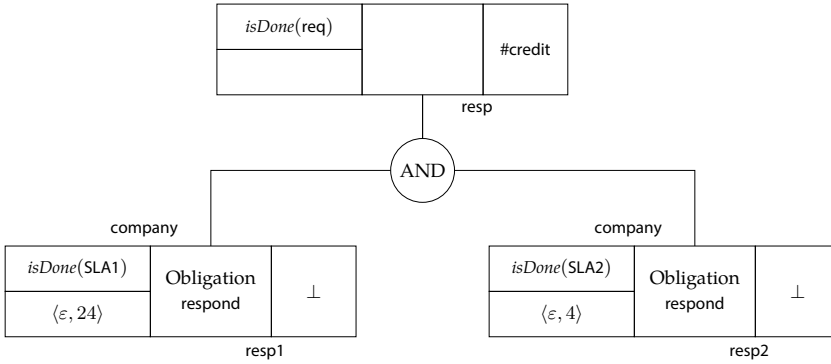 isDone(req)
#credit
resp
AND
company
company
isDone(SLA1)
Obligation
respond
⊥
⟨ε, 24⟩
resp1
isDone(SLA2)
Obligation
respond
⊥
⟨ε, 4⟩
resp2